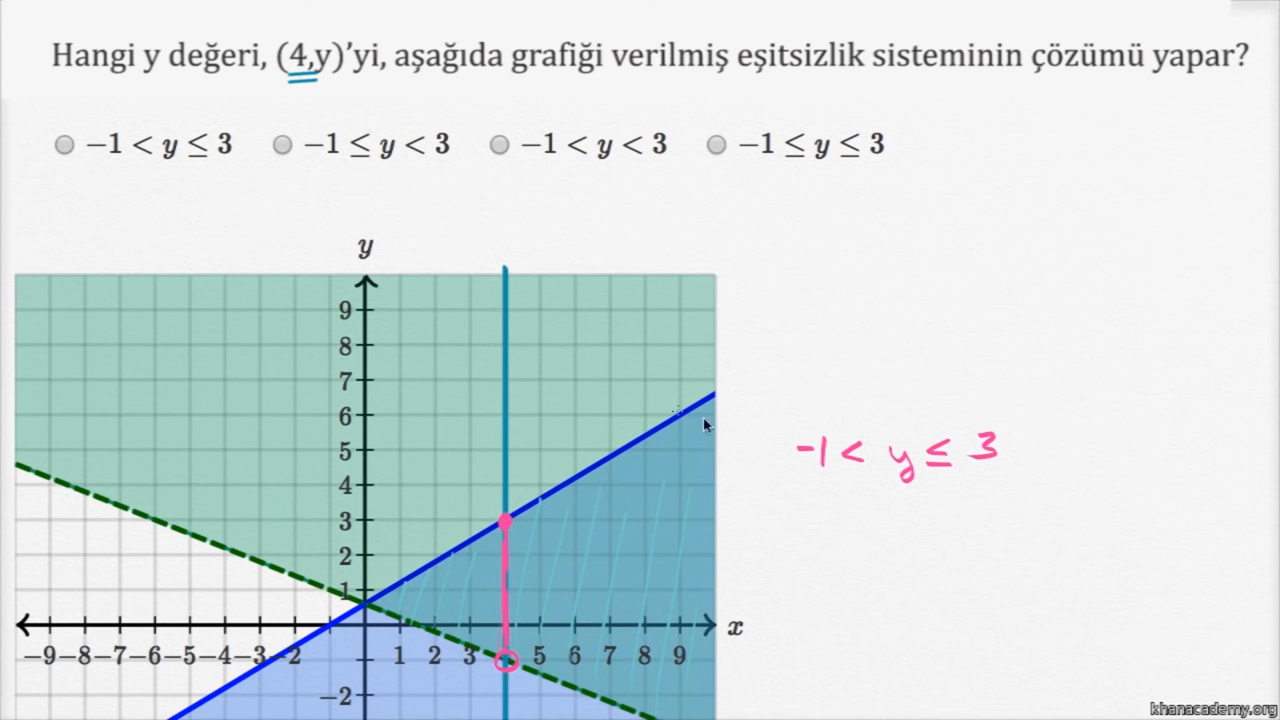 Hangi y değeri, (4,y)'yi, aşağıda grafiği verilmiş eşitsizlik sisteminin çözümü yapar?
−1 < y ≤ 3 −1 ≤ y < 3 −1 < y < 3 −1 ≤ y ≤ 3
y
9
8
7
6
5
4
3
2
1
−9 −8 −7 −6 −5 −4 −3 −2 1 2 3 5 6 7 8 9 x
−2
-1 < y ≤ 3
khanacademy.org